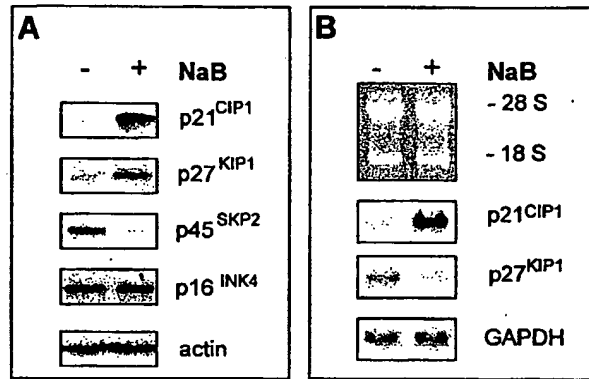 A
- + NaB
p21CIP1
p27KIP1
p45SKP2
p16INK4
actin
B
- + NaB
- 28 S
- 18 S
p21CIP1
p27KIP1
GAPDH